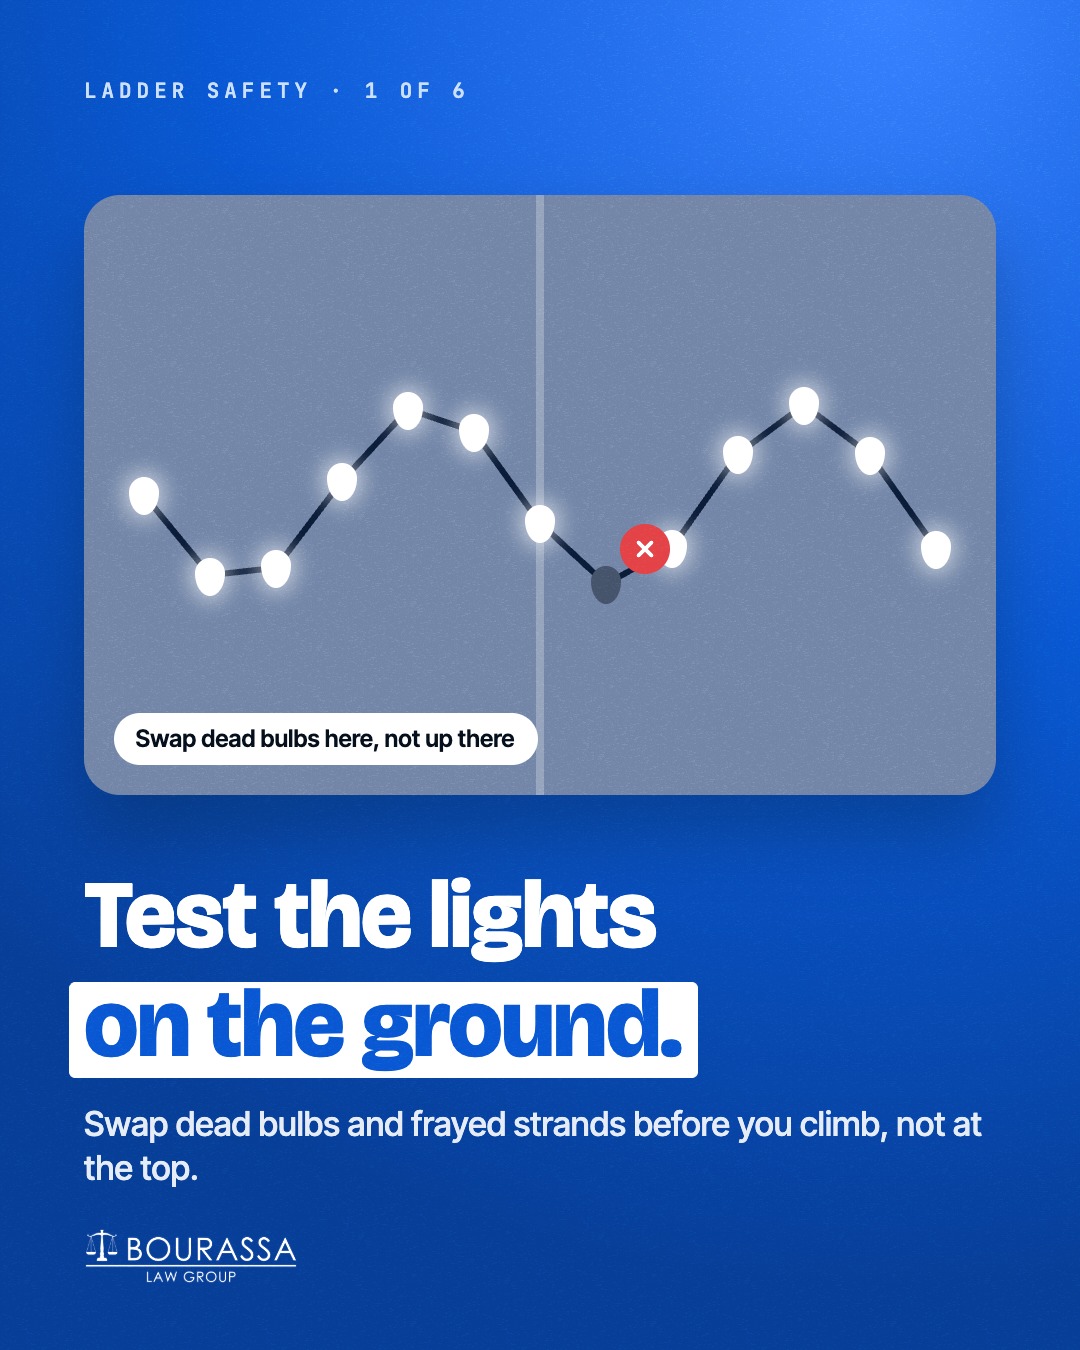 LADDER SAFETY · 1 OF 6
Swap dead bulbs here, not up there
Test the lights
on the ground.
Swap dead bulbs and frayed strands before you climb, not at
the top.
BOURASSA
LAW GROUP